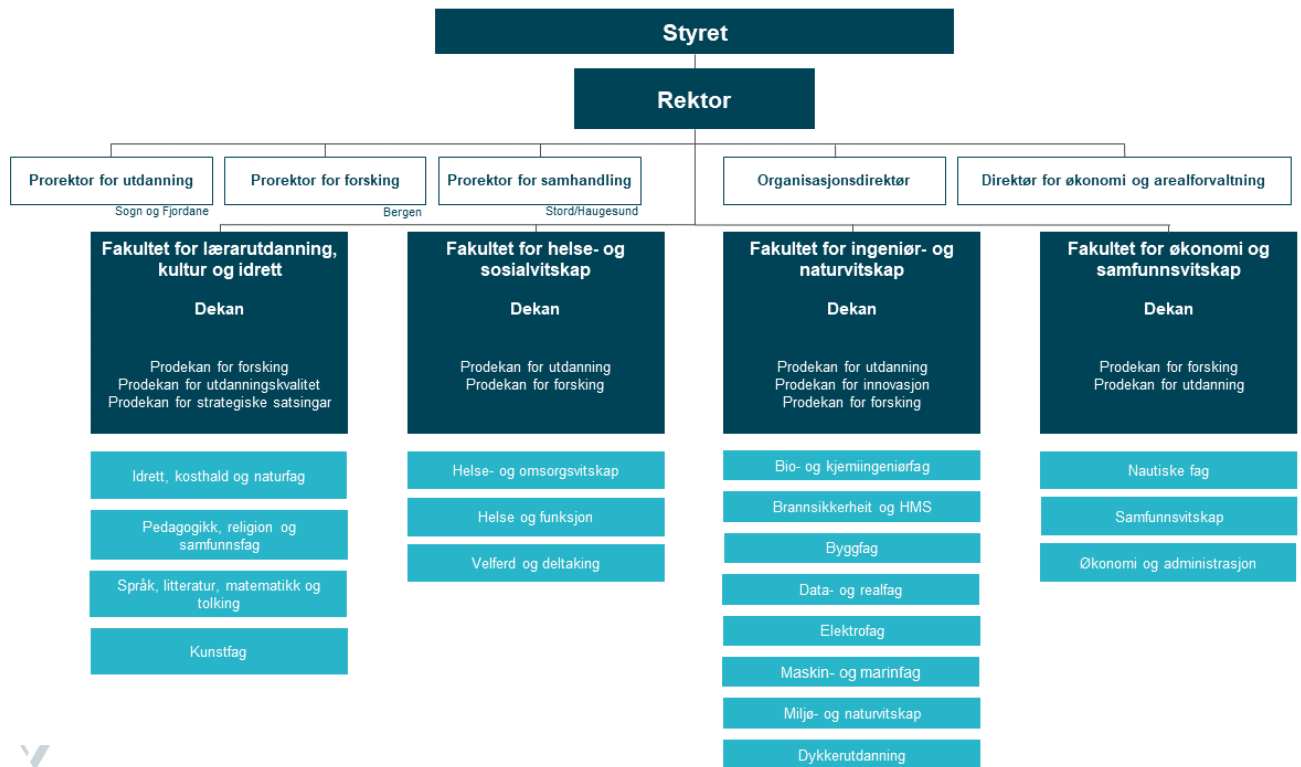 Styret
Rektor
Prorektor for utdanning
Sogn og Fjordane
Prorektor for forsking
Bergen
Prorektor for samhandling
Stord/Haugesund
Organisasjonsdirektør
Direktør for økonomi og arealforvaltning
Fakultet for lærarutdanning,
kultur og idrett
Dekan
Prodekan for forsking
Prodekan for utdanningskvalitet
Prodekan for strategiske satsingar
Idrett, kosthald og naturfag
Pedagogikk, religion og
samfunnsfag
Språk, litteratur, matematikk og
tolking
Kunstfag
Fakultet for helse- og
sosialvitskap
Dekan
Prodekan for utdanning
Prodekan for forsking
Helse- og omsorgsvitskap
Helse og funksjon
Velferd og deltaking
Fakultet for ingeniør- og
naturvitskap
Dekan
Prodekan for utdanning
Prodekan for innovasjon
Prodekan for forsking
Bio- og kjemiingeniørfag
Brannsikkerheit og HMS
Byggfag
Data- og realfag
Elektrofag
Maskin- og marinfag
Miljø- og naturvitskap
Dykkerutdanning
Fakultet for økonomi og
samfunnsvitskap
Dekan
Prodekan for forsking
Prodekan for utdanning
Nautiske fag
Samfunnsvitskap
Økonomi og administrasjon